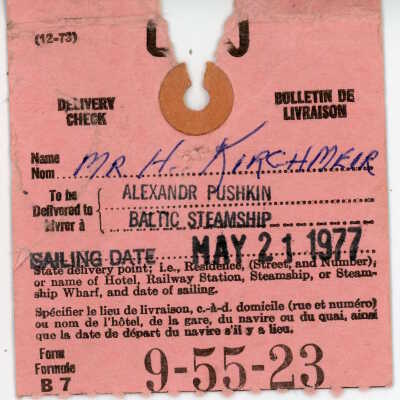 (12-73)
DELIVERY CHECK
BULLETIN DE LIVRAISON
Name
Nom MR H. KIRCHMEIR
To be Delivered to
Livrer à
ALEXANDR PUSHKIN
BALTIC STEAMSHIP
SAILING DATE MAY 21 1977
State delivery point; i.e., Residence, (Street, and Number),
or name of Hotel, Railway Station, Steamship, or Steam-
ship Wharf, and date of sailing.
Spécifier le lieu de livraison, c.-à-d. domicile (rue et numéro)
ou nom de l'hôtel, de la gare, du navire ou du quai, ainsi
que la date de départ du navire s'il y a lieu.
Form
Formule
B 7
9-55-23